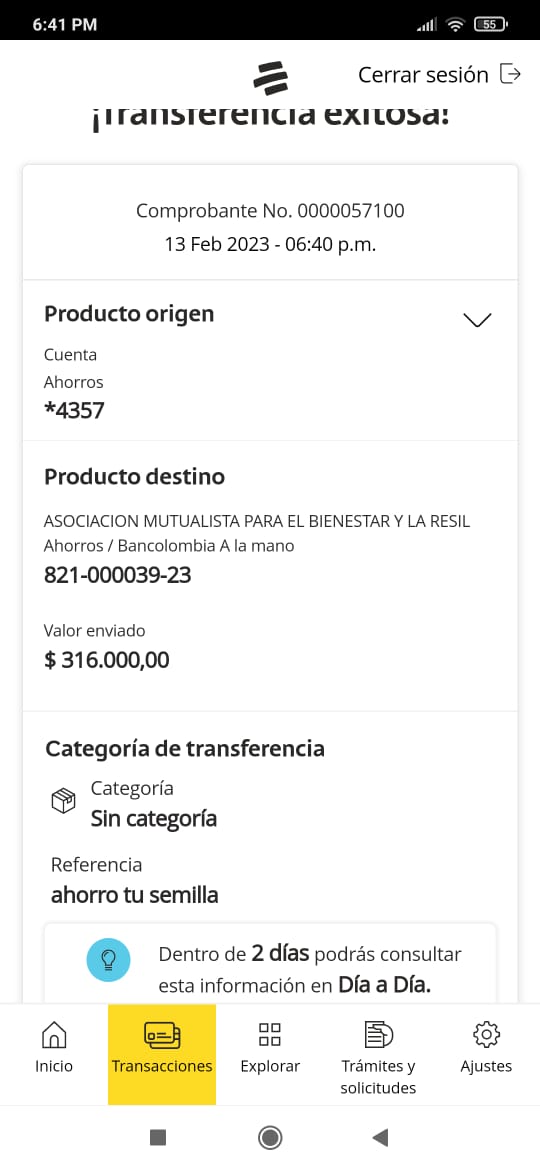 6:41 PM
55
Cerrar sesión
¡Transferencia exitosa!
Comprobante No. 0000057100
13 Feb 2023 - 06:40 p.m.
Producto origen
Cuenta
Ahorros
*4357
Producto destino
ASOCIACION MUTUALISTA PARA EL BIENESTAR Y LA RESIL
Ahorros / Bancolombia A la mano
821-000039-23
Valor enviado
$ 316.000,00
Categoría de transferencia
Categoría
Sin categoría
Referencia
ahorro tu semilla
Dentro de 2 días podrás consultar
esta información en Día a Día.
Inicio
Transacciones
Explorar
Trámites y
solicitudes
Ajustes